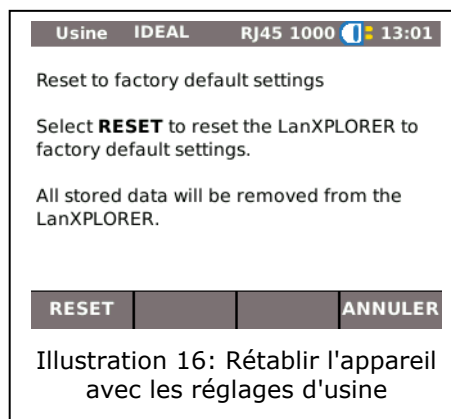 Usine IDEAL RJ45 1000 13:01
Reset to factory default settings
Select RESET to reset the LanXPLORER to
factory default settings.
All stored data will be removed from the
LanXPLORER.
RESET ANNULER
Illustration 16: Rétablir l'appareil
avec les réglages d'usine